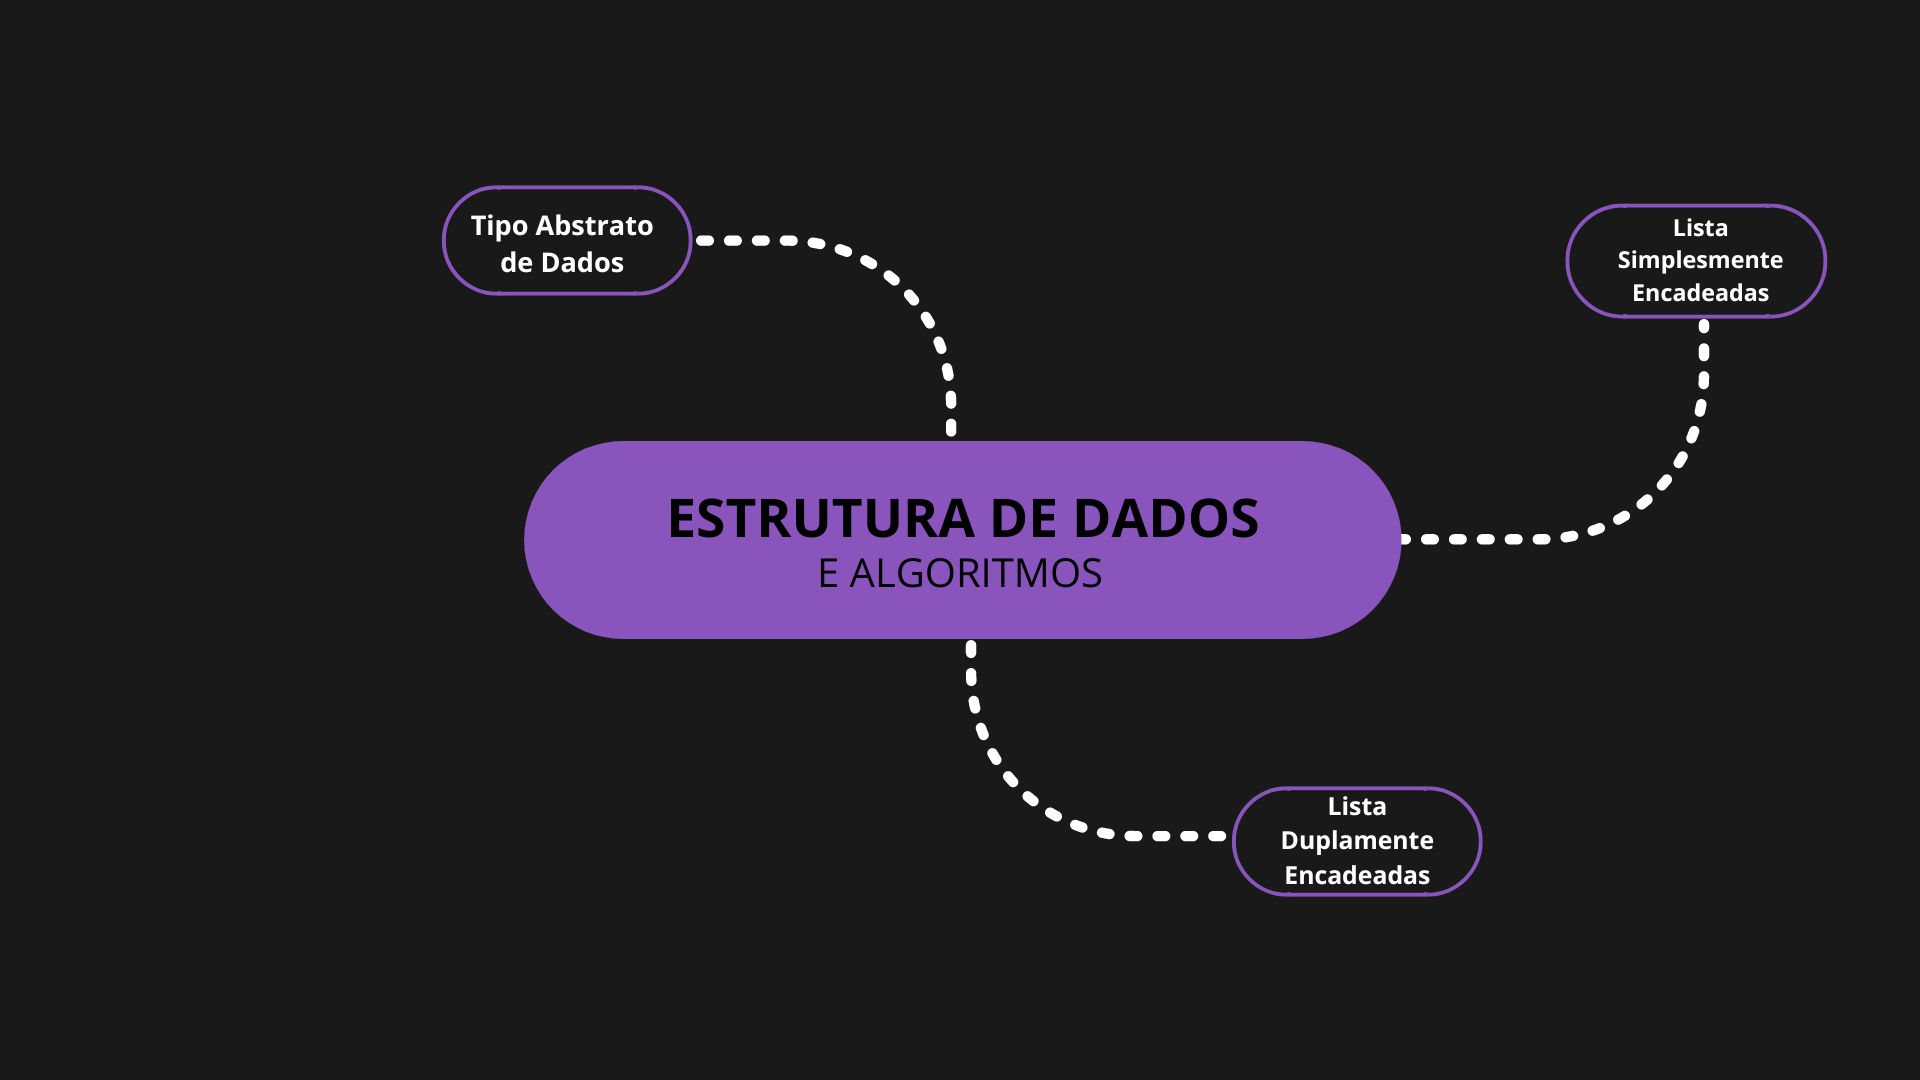 Tipo Abstrato
de Dados
Lista
Simplesmente
Encadeadas
ESTRUTURA DE DADOS
E ALGORITMOS
Lista
Duplamente
Encadeadas